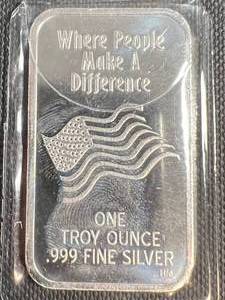 Where People
Make A
Difference
ONE
TROY OUNCE
.999 FINE SILVER